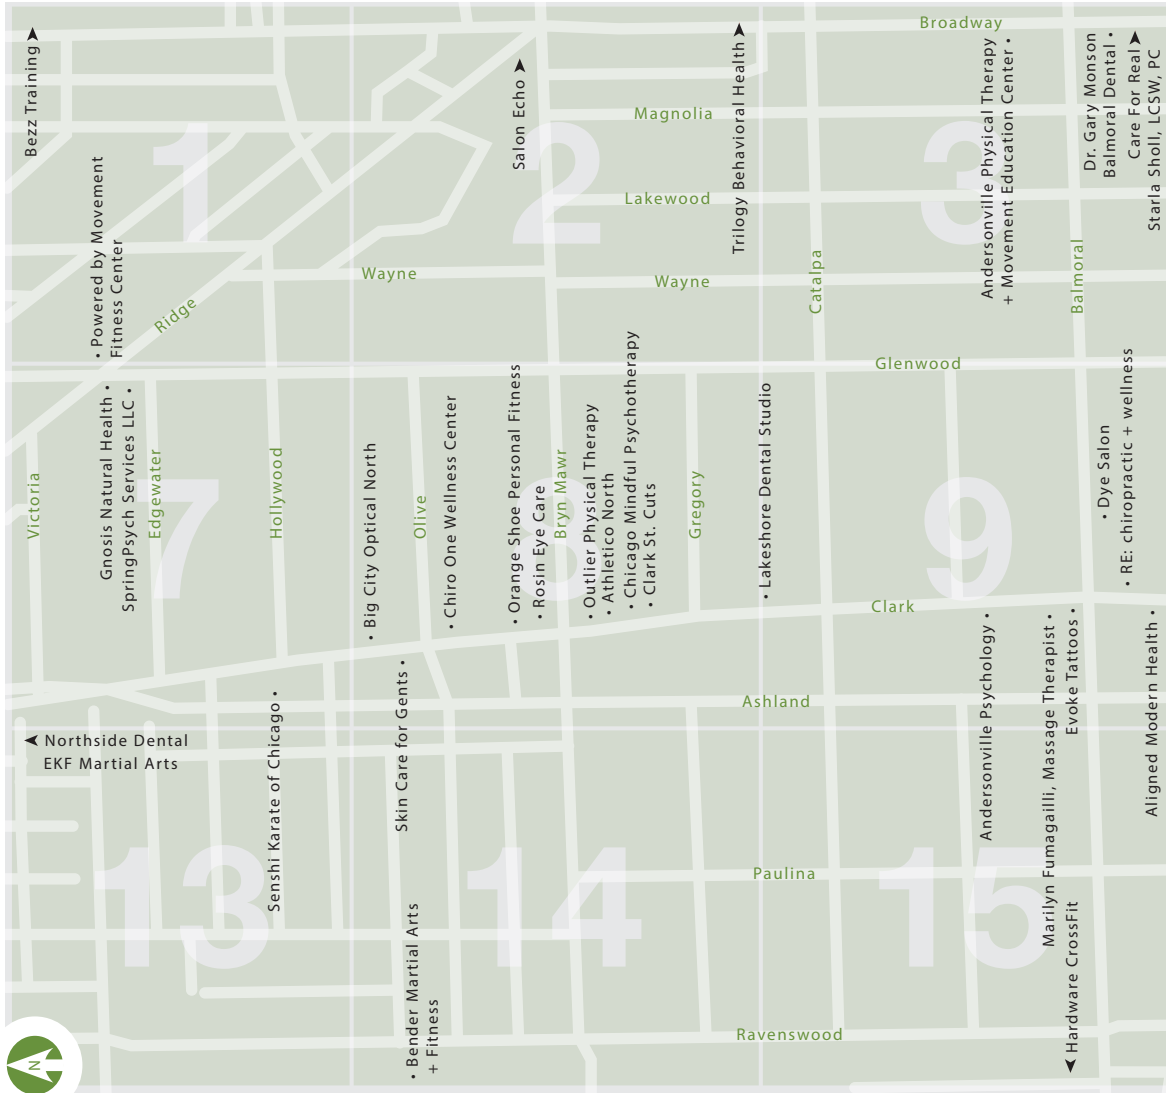 Broadway
Bezz Training
Salon Echo
Trilogy Behavioral Health
Andersonville Physical Therapy
+ Movement Education Center •
Dr. Gary Monson
Balmoral Dental •
Care For Real
Starla Sholl, LCSW, PC
Magnolia
1
2
3
Lakewood
• Powered by Movement
Fitness Center
Wayne
Wayne
Catalpa
Balmoral
Ridge
Glenwood
Victoria
Gnosis Natural Health •
SpringPsych Services LLC •
Edgewater
Hollywood
7
• Big City Optical North
Olive
• Chiro One Wellness Center
• Orange Shoe Personal Fitness
• Rosin Eye Care
Bryn Mawr
8
• Outlier Physical Therapy
• Athletico North
• Chicago Mindful Psychotherapy
• Clark St. Cuts
Gregory
• Lakeshore Dental Studio
9
• Dye Salon
• RE: chiropractic + wellness
Clark
Ashland
Northside Dental
EKF Martial Arts
Senshi Karate of Chicago •
Skin Care for Gents •
Andersonville Psychology •
Marilyn Fumagailli, Massage Therapist •
Evoke Tattoos •
Aligned Modern Health •
13
14
15
Paulina
• Bender Martial Arts
+ Fitness
Hardware CrossFit
Ravenswood
N